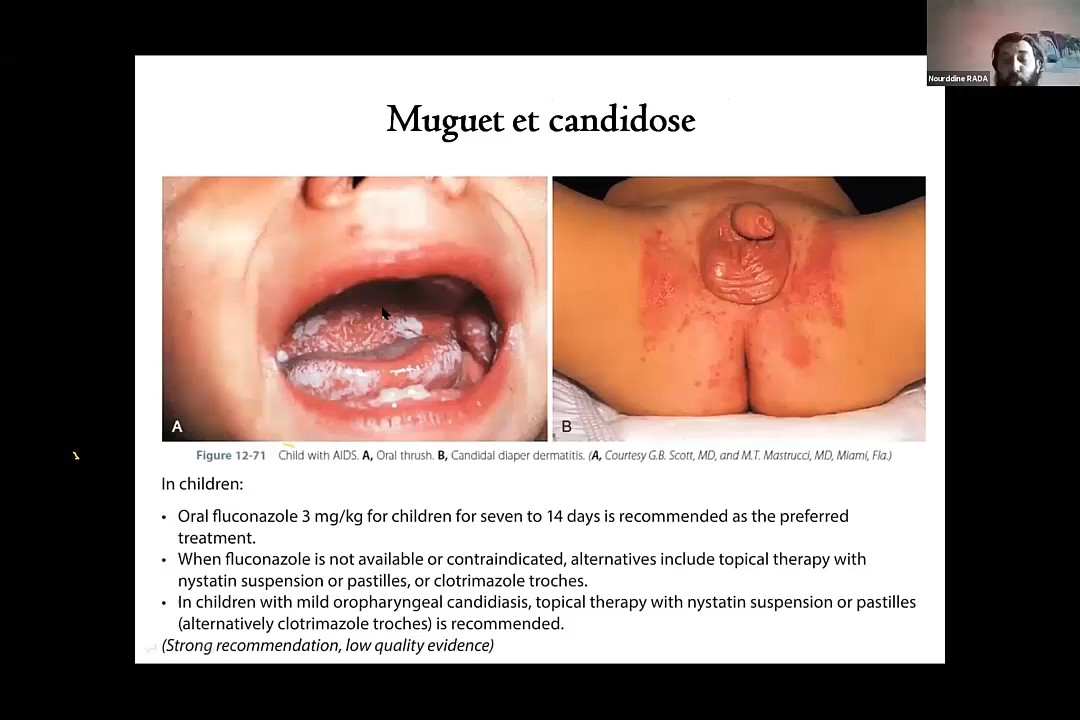 Nourddine RADA
Muguet et candidose
A
B
Figure 12-71 Child with AIDS. A, Oral thrush. B, Candidal diaper dermatitis. (A, Courtesy G.B. Scott, MD, and M.T. Mastrucci, MD, Miami, Fla.)
In children:
• Oral fluconazole 3 mg/kg for children for seven to 14 days is recommended as the preferred
treatment.
• When fluconazole is not available or contraindicated, alternatives include topical therapy with
nystatin suspension or pastilles, or clotrimazole troches.
• In children with mild oropharyngeal candidiasis, topical therapy with nystatin suspension or pastilles
(alternatively clotrimazole troches) is recommended.
(Strong recommendation, low quality evidence)